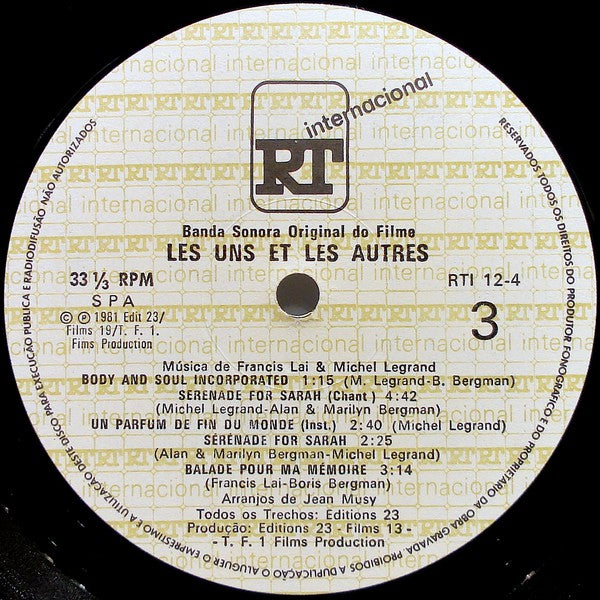 RT internacional
Banda Sonora Original do Filme
LES UNS ET LES AUTRES
33 ⅓ RPM
S P A
RTI 12-4
3
© ℗ 1981 Edit 23/
Films 19/T. F. 1.
Fims Production
Música de Francis Lai & Michel Legrand
BODY AND SOUL INCORPORATED 1:15 (M. Legrand-B. Bergman)
SERENADE FOR SARAH (Chant) 4:42
(Michel Legrand-Alan & Marilyn Bergman)
UN PARFUM DE FIN DU MONDE (Inst.) 2:40 (Michel Legrand)
SÉRÉNADE FOR SARAH 2:25
(Alan & Marilyn Bergman-Michel Legrand)
BALADE POUR MA MÉMOIRE 3:14
(Francis Lai-Boris Bergman)
Arranjos de Jean Musy
Todos os Trechos: Editions 23
Produção: Editions 23 - Films 13 -
- T. F. 1 Films Production
RESERVADOS TODOS OS DIREITOS DO PRODUTOR FONOGRÁFICO E DO PROPRIETÁRIO DA OBRA GRAVADA. PROIBIDOS A DUPLICAÇÃO O ALUGUER E EMPRÉSTIMO E A UTILIZAÇÃO DESTE DISCO PARA EXECUÇÃO PUBLICA E RADIODIFUSÃO NÃO AUTORIZADOS